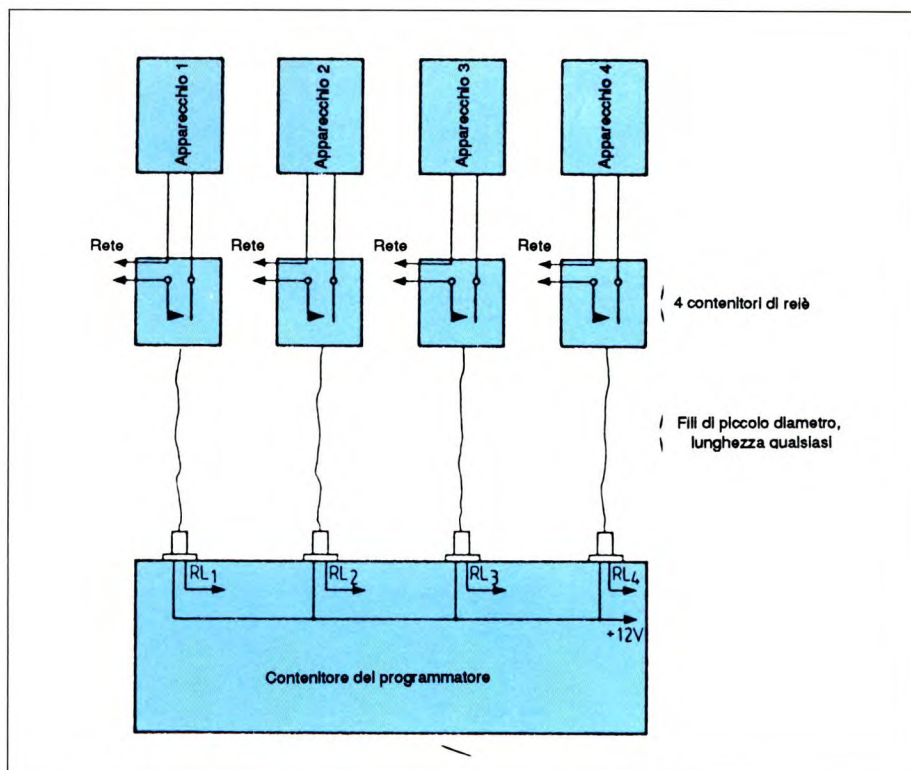 Apparecchio 1
Apparecchio 2
Apparecchio 3
Apparecchio 4
Rete
Rete
Rete
Rete
4 contenitori di relè
Fili di piccolo diametro,
lunghezza qualsiasi
RL1
RL2
RL3
RL4
+12V
Contenitore del programmatore